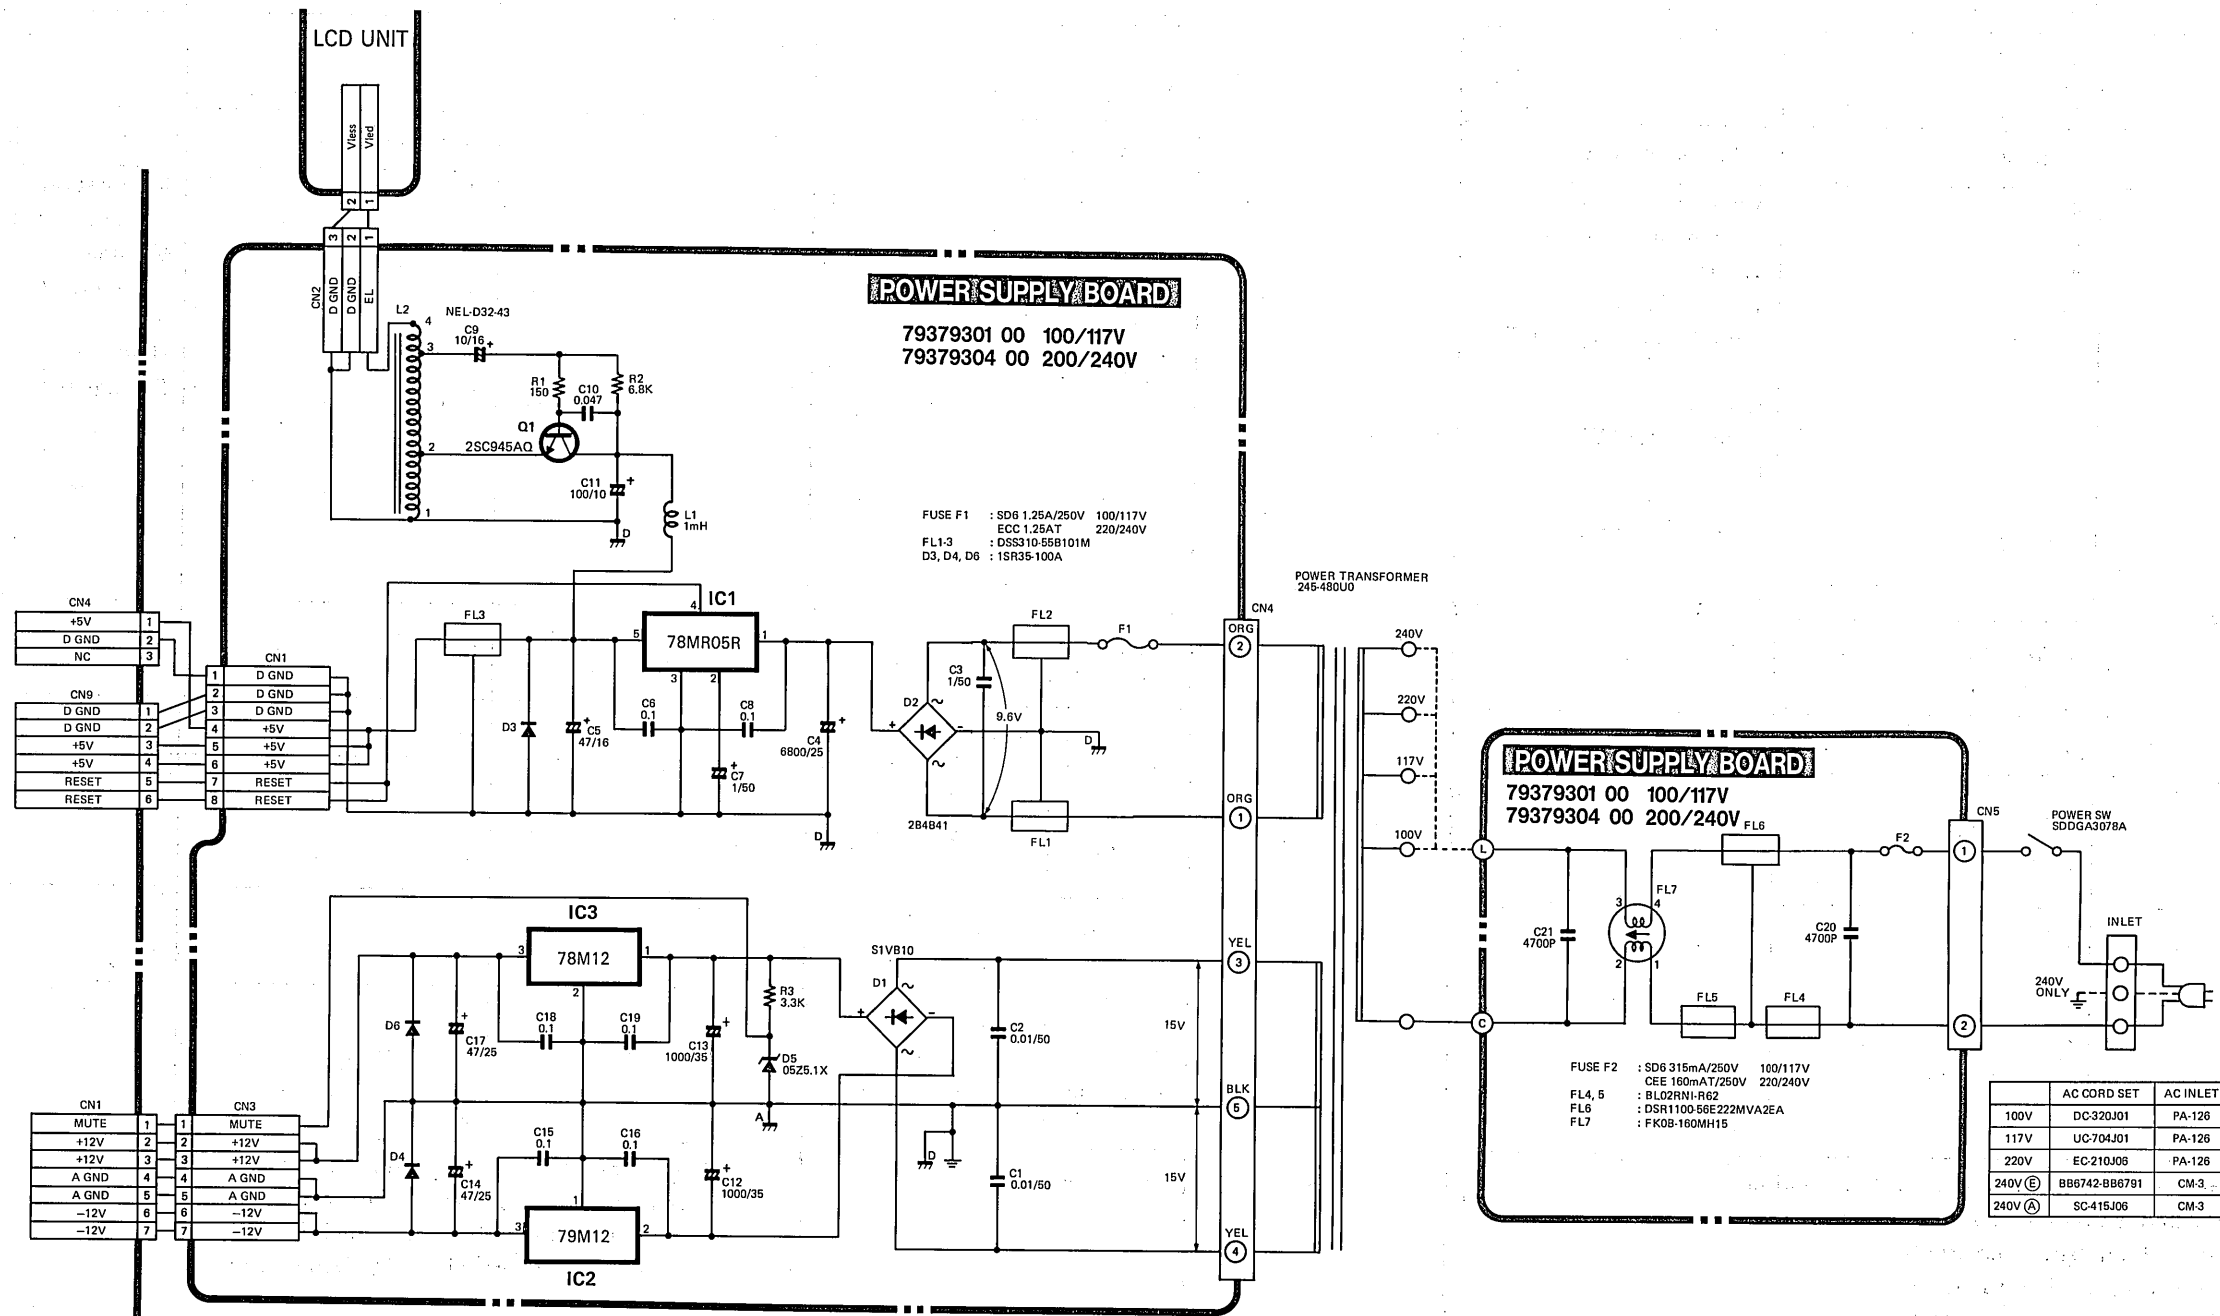 LCD UNIT
Vless
Vled
2
1
3
2
1
CN2
D GND
D GND
EL
POWER SUPPLY BOARD
79379301 00 100/117V
79379304 00 200/240V
L2
NEL-D32-43
4
3
2
1
C9
10/16
+
R1
150
C10
0.047
R2
6.8K
Q1
2SC945AQ
C11
100/10
+
L1
1mH
D
FUSE F1 : SD6 1.25A/250V 100/117V
ECC 1.25AT 220/240V
FL1-3 : DSS310-55B101M
D3, D4, D6 : 1SR35-100A
POWER TRANSFORMER
245-480U0
CN4
+5V 1
D GND 2
NC 3
CN9
D GND 1
D GND 2
+5V 3
+5V 4
RESET 5
RESET 6
CN1
1 D GND
2 D GND
3 D GND
4 +5V
5 +5V
6 +5V
7 RESET
8 RESET
FL3
IC1
78MR05R
4
5
1
3
2
D3
+
C5
47/16
C6
0.1
C8
0.1
+
C7
1/50
C4
6800/25
+
D
D2
+
-
~
~
2B4B41
C3
1/50
9.6V
FL2
F1
D
FL1
CN4
ORG
2
ORG
1
YEL
3
BLK
5
YEL
4
240V
220V
117V
100V
L
C
POWER SUPPLY BOARD
79379301 00 100/117V
79379304 00 200/240V
FL6
F2
CN5
1
2
POWER SW
SDDGA3078A
C21
4700P
FL7
3
4
2
1
C20
4700P
FL5
FL4
INLET
240V
ONLY
FUSE F2 : SD6 315mA/250V 100/117V
CEE 160mAT/250V 220/240V
FL4, 5 : BL02RNI-R62
FL6 : DSR1100-56E222MVA2EA
FL7 : FK0B-160MH15
AC CORD SET AC INLET
100V DC-320J01 PA-126
117V UC-704J01 PA-126
220V EC-210J06 PA-126
240V Ⓔ BB6742-BB6791 CM-3
240V Ⓐ SC-415J06 CM-3
IC3
78M12
3
1
2
D6
+
C17
47/25
C18
0.1
C19
0.1
+
C13
1000/35
R3
3.3K
D5
05Z5.1X
A
S1VB10
D1
+
-
~
~
C2
0.01/50
15V
C1
0.01/50
15V
D
D4
+
C14
47/25
C15
0.1
C16
0.1
+
C12
1000/35
1
3
2
79M12
IC2
CN1
MUTE 1
+12V 2
+12V 3
A GND 4
A GND 5
−12V 6
−12V 7
CN3
1 MUTE
2 +12V
3 +12V
4 A GND
5 A GND
6 −12V
7 −12V